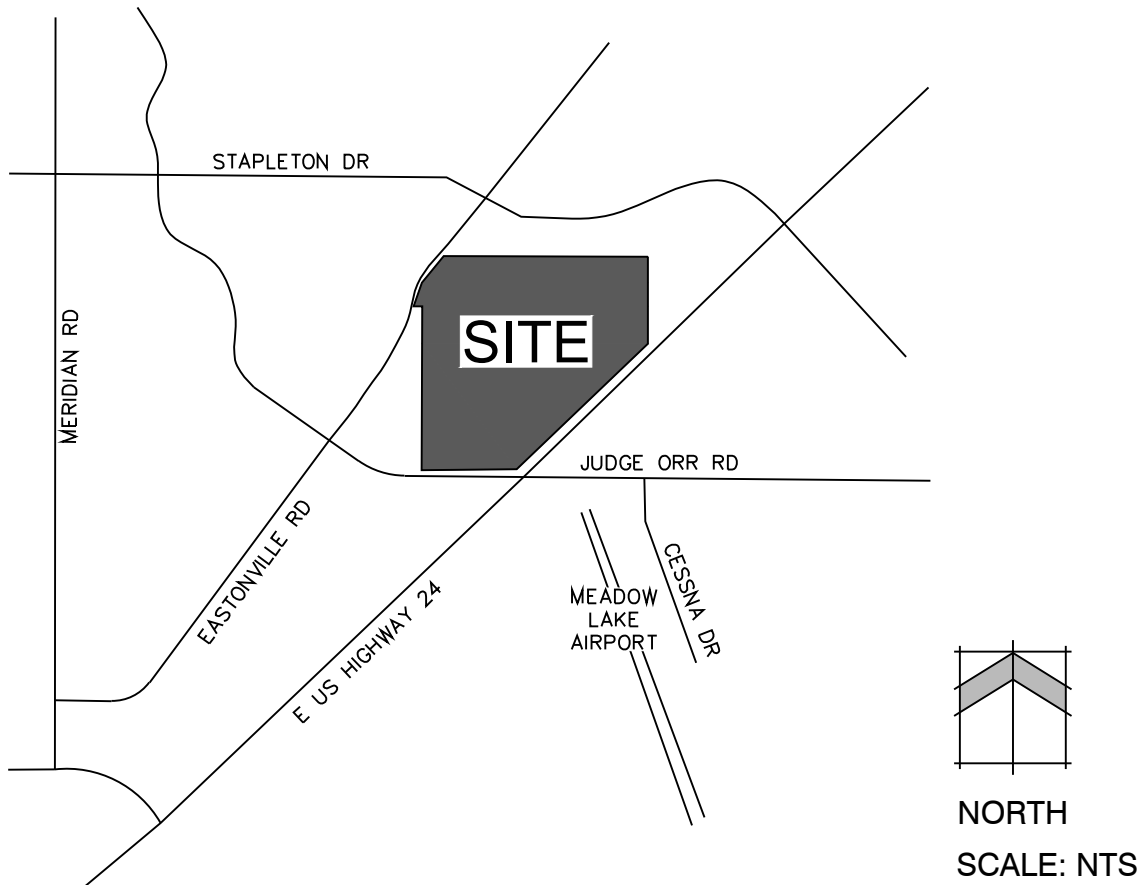 STAPLETON DR
MERIDIAN RD
SITE
JUDGE ORR RD
EASTONVILLE RD
E US HIGHWAY 24
CESSNA DR
MEADOW
LAKE
AIRPORT
NORTH
SCALE: NTS